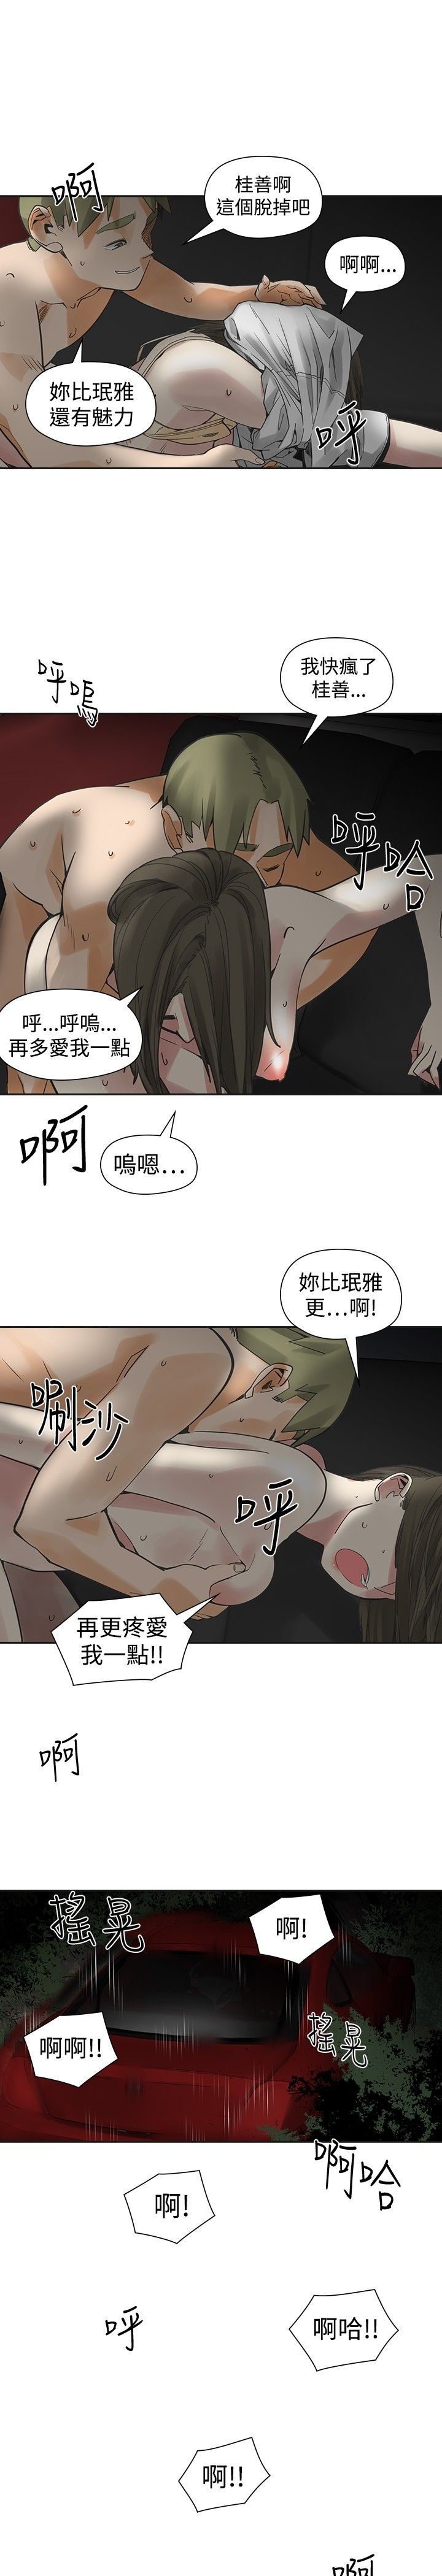 啊
桂善啊
這個脫掉吧
啊啊...
妳比珉雅
還有魅力
呼
呼嗚
我快瘋了
桂善...
呼哈
呼...呼嗚...
再多愛我一點
啊
嗚嗯...
妳比珉雅
更...啊!
唰沙
呼
再更疼愛
我一點!!
啊
搖晃
啊!
搖晃
啊啊!!
啊哈
啊!
呼
啊哈!!
啊!!